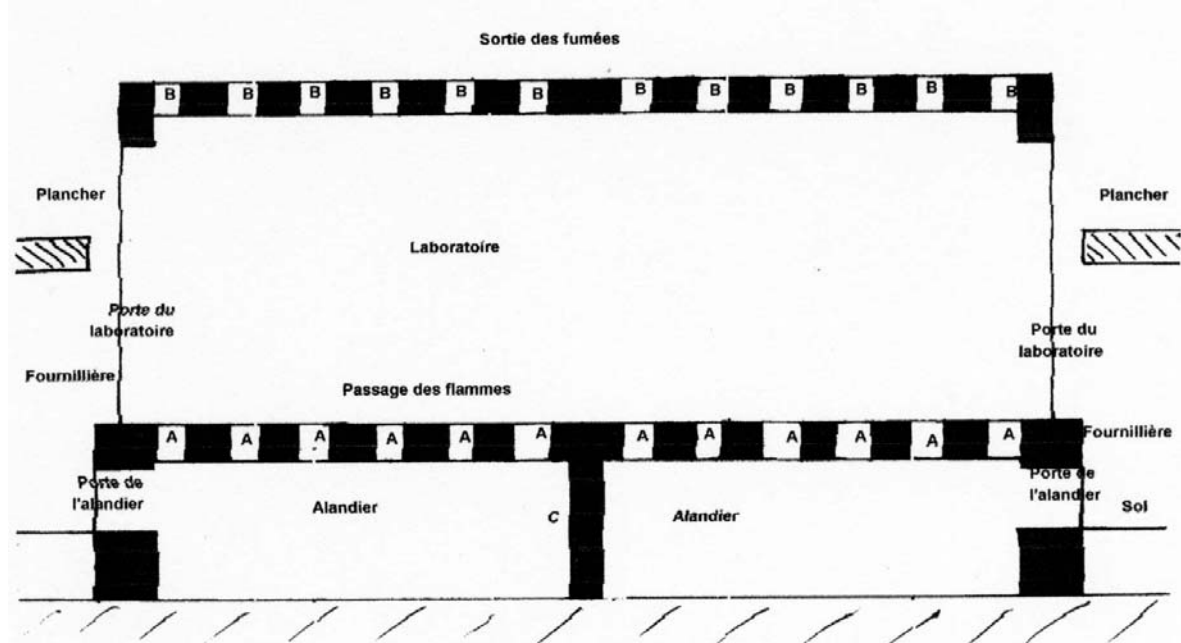 Sortie des fumées
B B B B B B B B B B B B
Plancher
Plancher
Laboratoire
Porte du
laboratoire
Porte du
laboratoire
Fournillière
Passage des flammes
A A A A A A A A A A A A
Fournillière
Porte de
l'alandier
Alandier
C
Alandier
Porte de
l'alandier
Sol